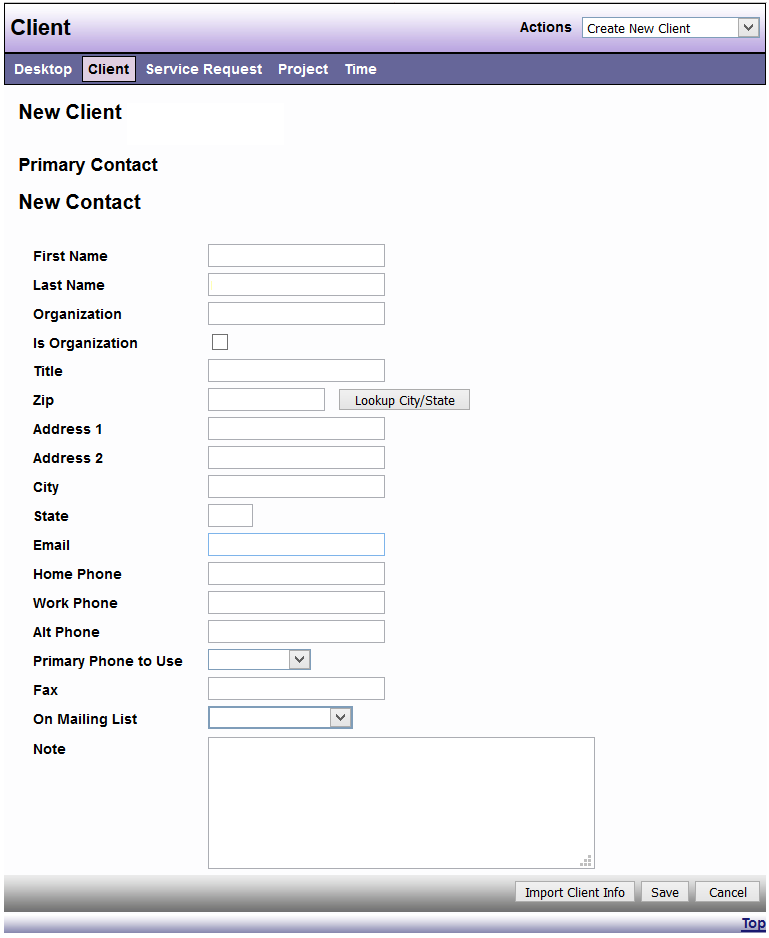 Client Actions Create New Client
Desktop Client Service Request Project Time
New Client
Primary Contact
New Contact
First Name
Last Name
Organization
Is Organization
Title
Zip Lookup City/State
Address 1
Address 2
City
State
Email
Home Phone
Work Phone
Alt Phone
Primary Phone to Use
Fax
On Mailing List
Note
Import Client Info Save Cancel
Top